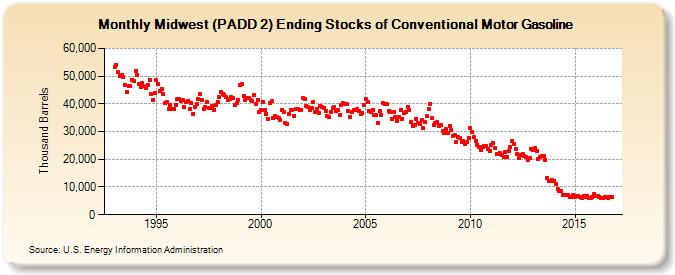 Monthly Midwest (PADD 2) Ending Stocks of Conventional Motor Gasoline
Thousand Barrels
60,000
50,000
40,000
30,000
20,000
10,000
0
1995 2000 2005 2010 2015
Source: U.S. Energy Information Administration